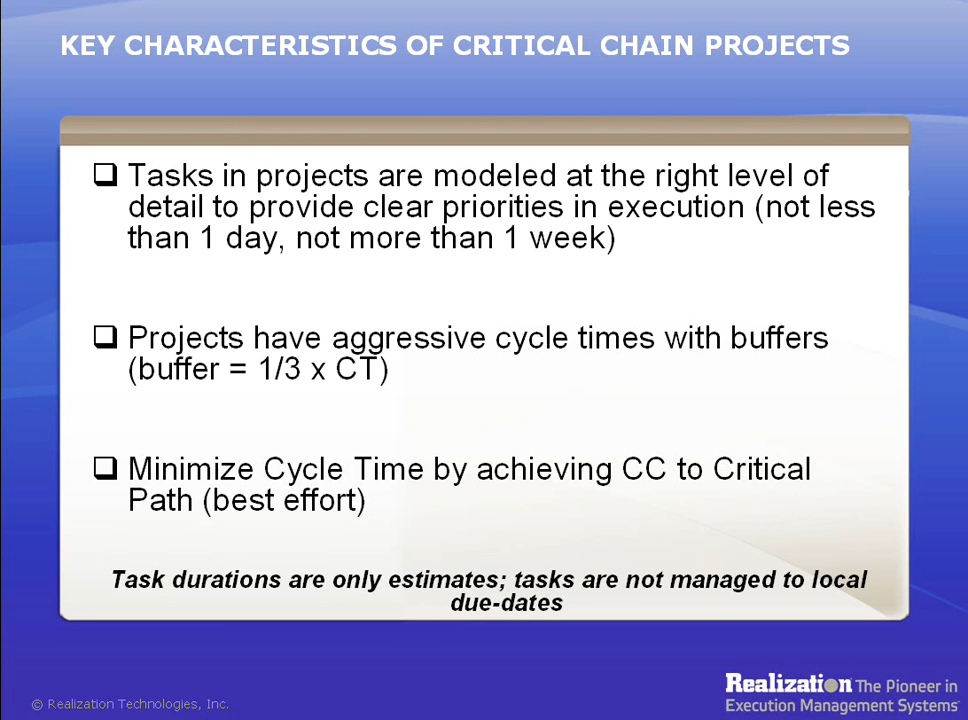 KEY CHARACTERISTICS OF CRITICAL CHAIN PROJECTS
Tasks in projects are modeled at the right level of
detail to provide clear priorities in execution (not less
than 1 day, not more than 1 week)
Projects have aggressive cycle times with buffers
(buffer = 1/3 x CT)
Minimize Cycle Time by achieving CC to Critical
Path (best effort)
Task durations are only estimates; tasks are not managed to local
due-dates
© Realization Technologies, Inc.
Realization The Pioneer in
Execution Management Systems